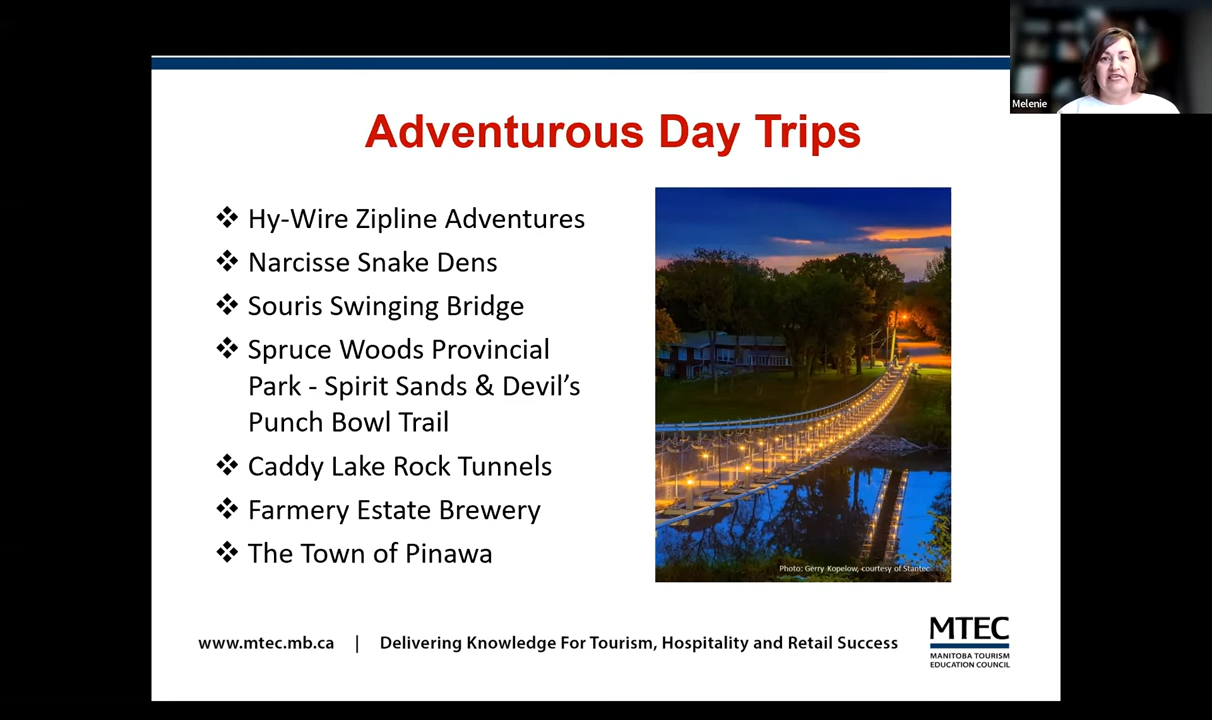 Melenie
Adventurous Day Trips
❖ Hy-Wire Zipline Adventures
❖ Narcisse Snake Dens
❖ Souris Swinging Bridge
❖ Spruce Woods Provincial
Park - Spirit Sands & Devil’s
Punch Bowl Trail
❖ Caddy Lake Rock Tunnels
❖ Farmery Estate Brewery
❖ The Town of Pinawa
Photo: Gerry Kopelow, courtesy of Stantec
www.mtec.mb.ca | Delivering Knowledge For Tourism, Hospitality and Retail Success
MTEC
MANITOBA TOURISM
EDUCATION COUNCIL